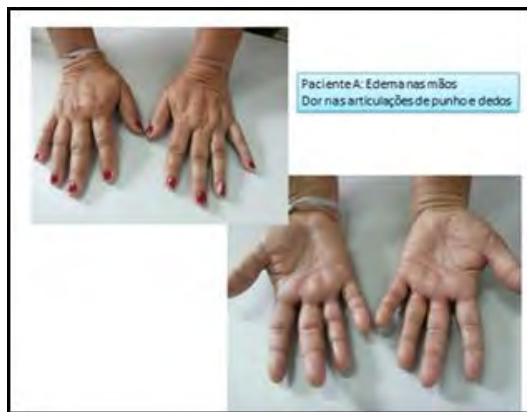 Paciente A: Edema nas mãos
Dor nas articulações de punho e dedos